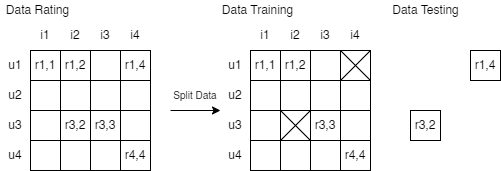 Data Rating
Data Training
Data Testing
i1 i2 i3 i4
i1 i2 i3 i4
u1 r1,1 r1,2 r1,4
u1 r1,1 r1,2
r1,4
u2
u2
Split Data
u3 r3,2 r3,3
u3 r3,3
r3,2
u4 r4,4
u4 r4,4